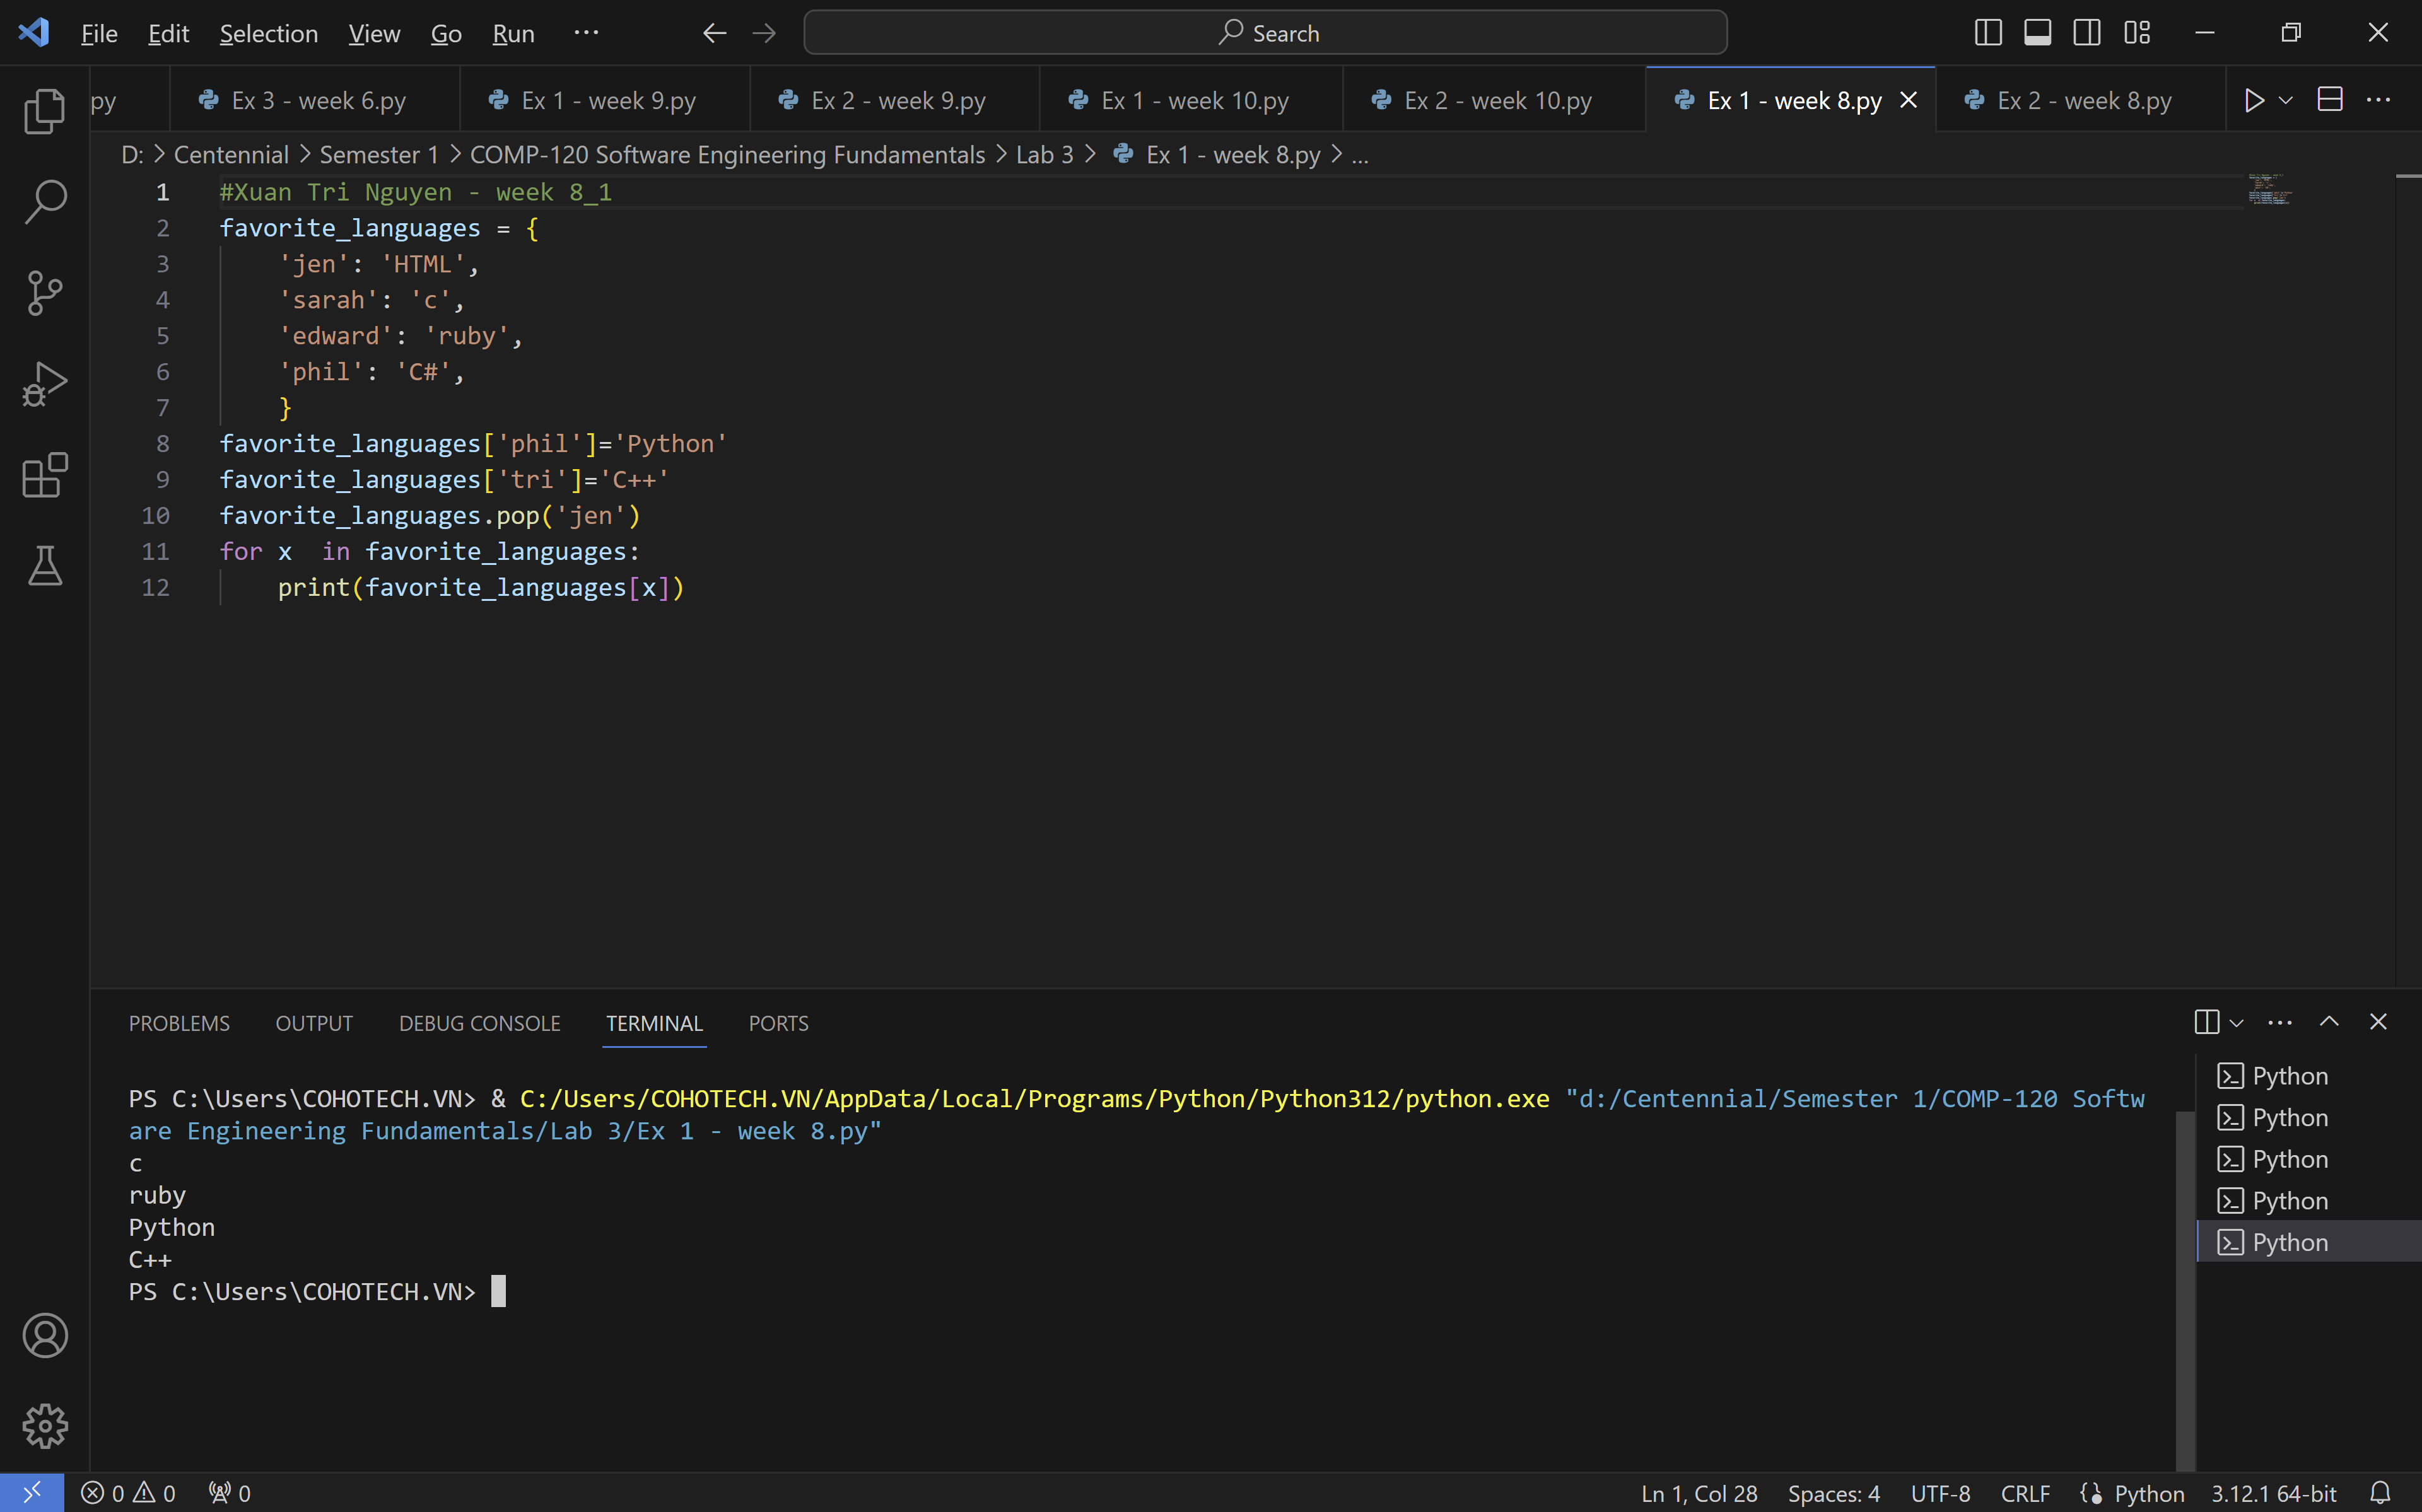 File Edit Selection View Go Run ··· Search
py Ex 3 - week 6.py Ex 1 - week 9.py Ex 2 - week 9.py Ex 1 - week 10.py Ex 2 - week 10.py Ex 1 - week 8.py Ex 2 - week 8.py
D: > Centennial > Semester 1 > COMP-120 Software Engineering Fundamentals > Lab 3 > Ex 1 - week 8.py > ...
1 #Xuan Tri Nguyen - week 8_1
2 favorite_languages = {
3     'jen': 'HTML',
4     'sarah': 'c',
5     'edward': 'ruby',
6     'phil': 'C#',
7     }
8 favorite_languages['phil']='Python'
9 favorite_languages['tri']='C++'
10 favorite_languages.pop('jen')
11 for x  in favorite_languages:
12     print(favorite_languages[x])
PROBLEMS OUTPUT DEBUG CONSOLE TERMINAL PORTS
PS C:\Users\COHOTECH.VN> & C:/Users/COHOTECH.VN/AppData/Local/Programs/Python/Python312/python.exe "d:/Centennial/Semester 1/COMP-120 Softw
are Engineering Fundamentals/Lab 3/Ex 1 - week 8.py"
c
ruby
Python
C++
PS C:\Users\COHOTECH.VN>
Python
Python
Python
Python
Python
0 0 0 Ln 1, Col 28 Spaces: 4 UTF-8 CRLF Python 3.12.1 64-bit